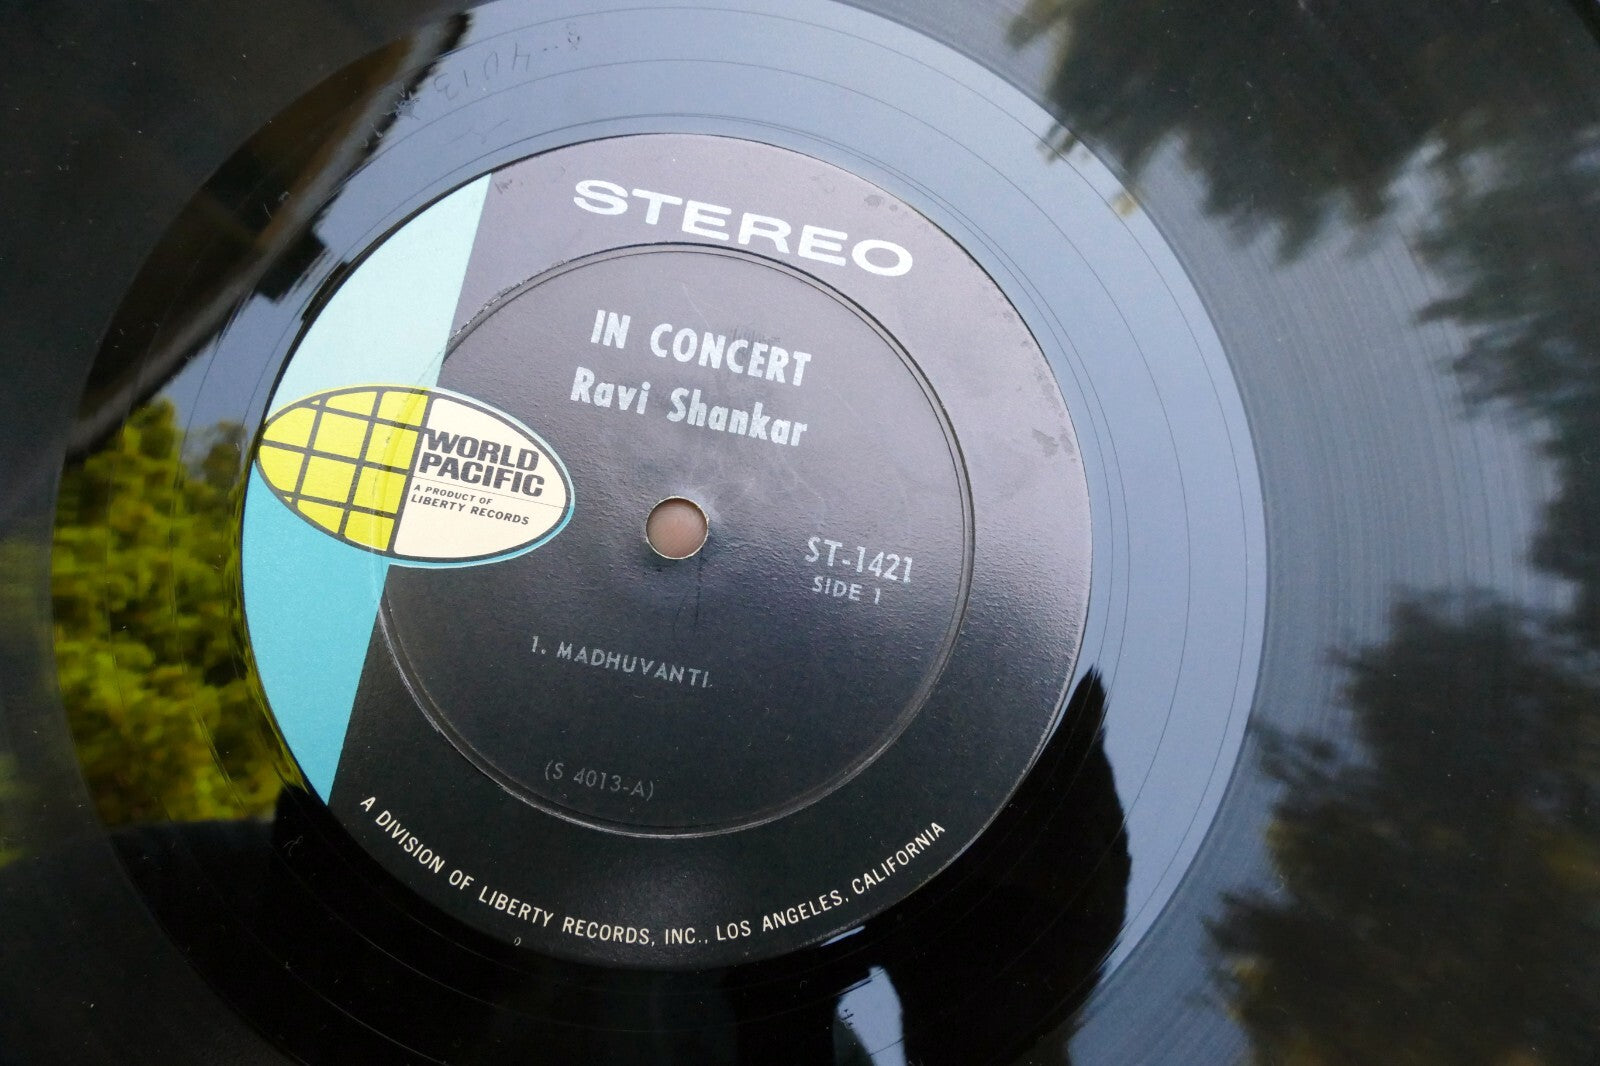 STEREO
IN CONCERT
Ravi Shankar
WORLD
PACIFIC
A PRODUCT OF
LIBERTY RECORDS
ST-1421
SIDE 1
1. MADHUVANTI
(S 4013-A)
A DIVISION OF LIBERTY RECORDS, INC., LOS ANGELES, CALIFORNIA